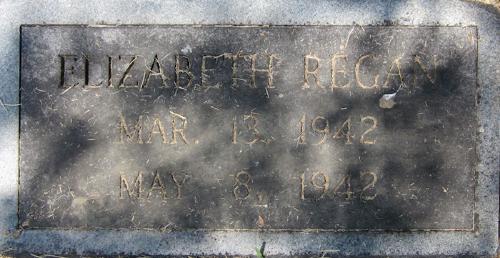 ELIZABETH REGAN
MAR. 13, 1942
MAY 8, 1942